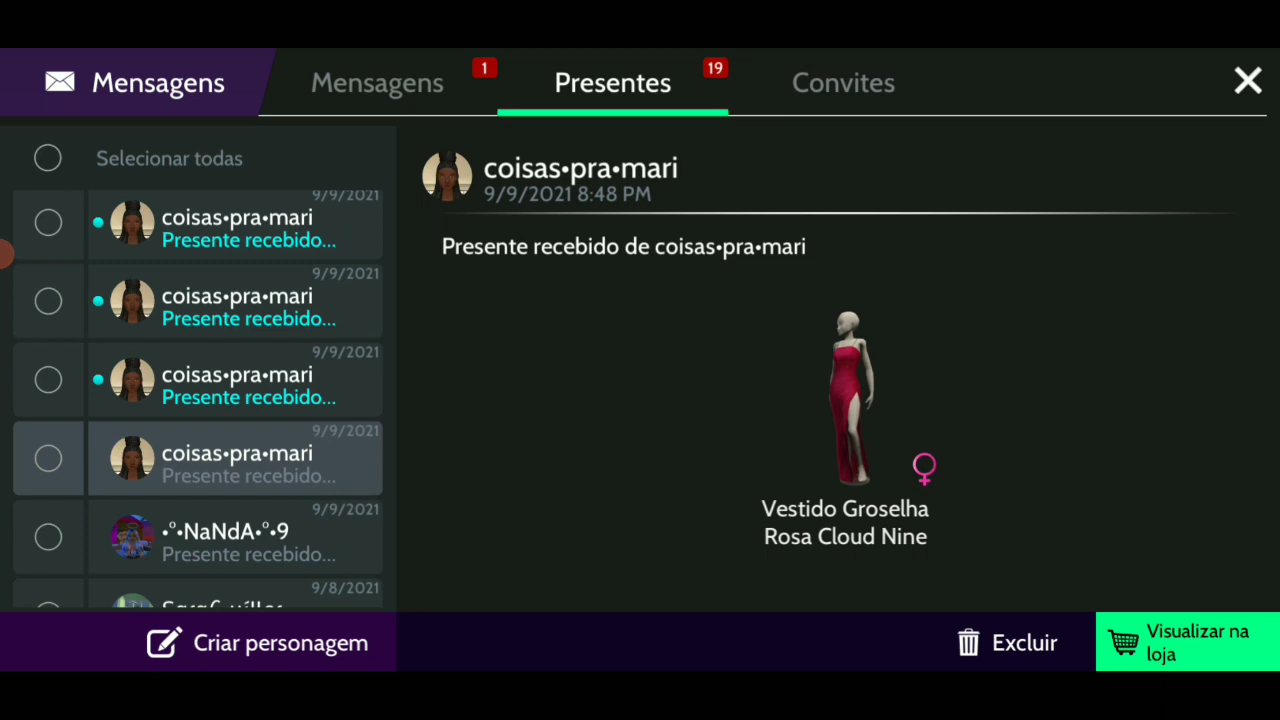 Mensagens
Mensagens
1
Presentes
19
Convites
Selecionar todas
9/9/2021
coisas•pra•mari
Presente recebido...
9/9/2021
coisas•pra•mari
Presente recebido...
9/9/2021
coisas•pra•mari
Presente recebido...
9/9/2021
coisas•pra•mari
Presente recebido...
9/9/2021
•°•NaNdA•°•9
Presente recebido...
9/8/2021
Criar personagem
coisas•pra•mari
9/9/2021 8:48 PM
Presente recebido de coisas•pra•mari
Vestido Groselha
Rosa Cloud Nine
Excluir
Visualizar na
loja